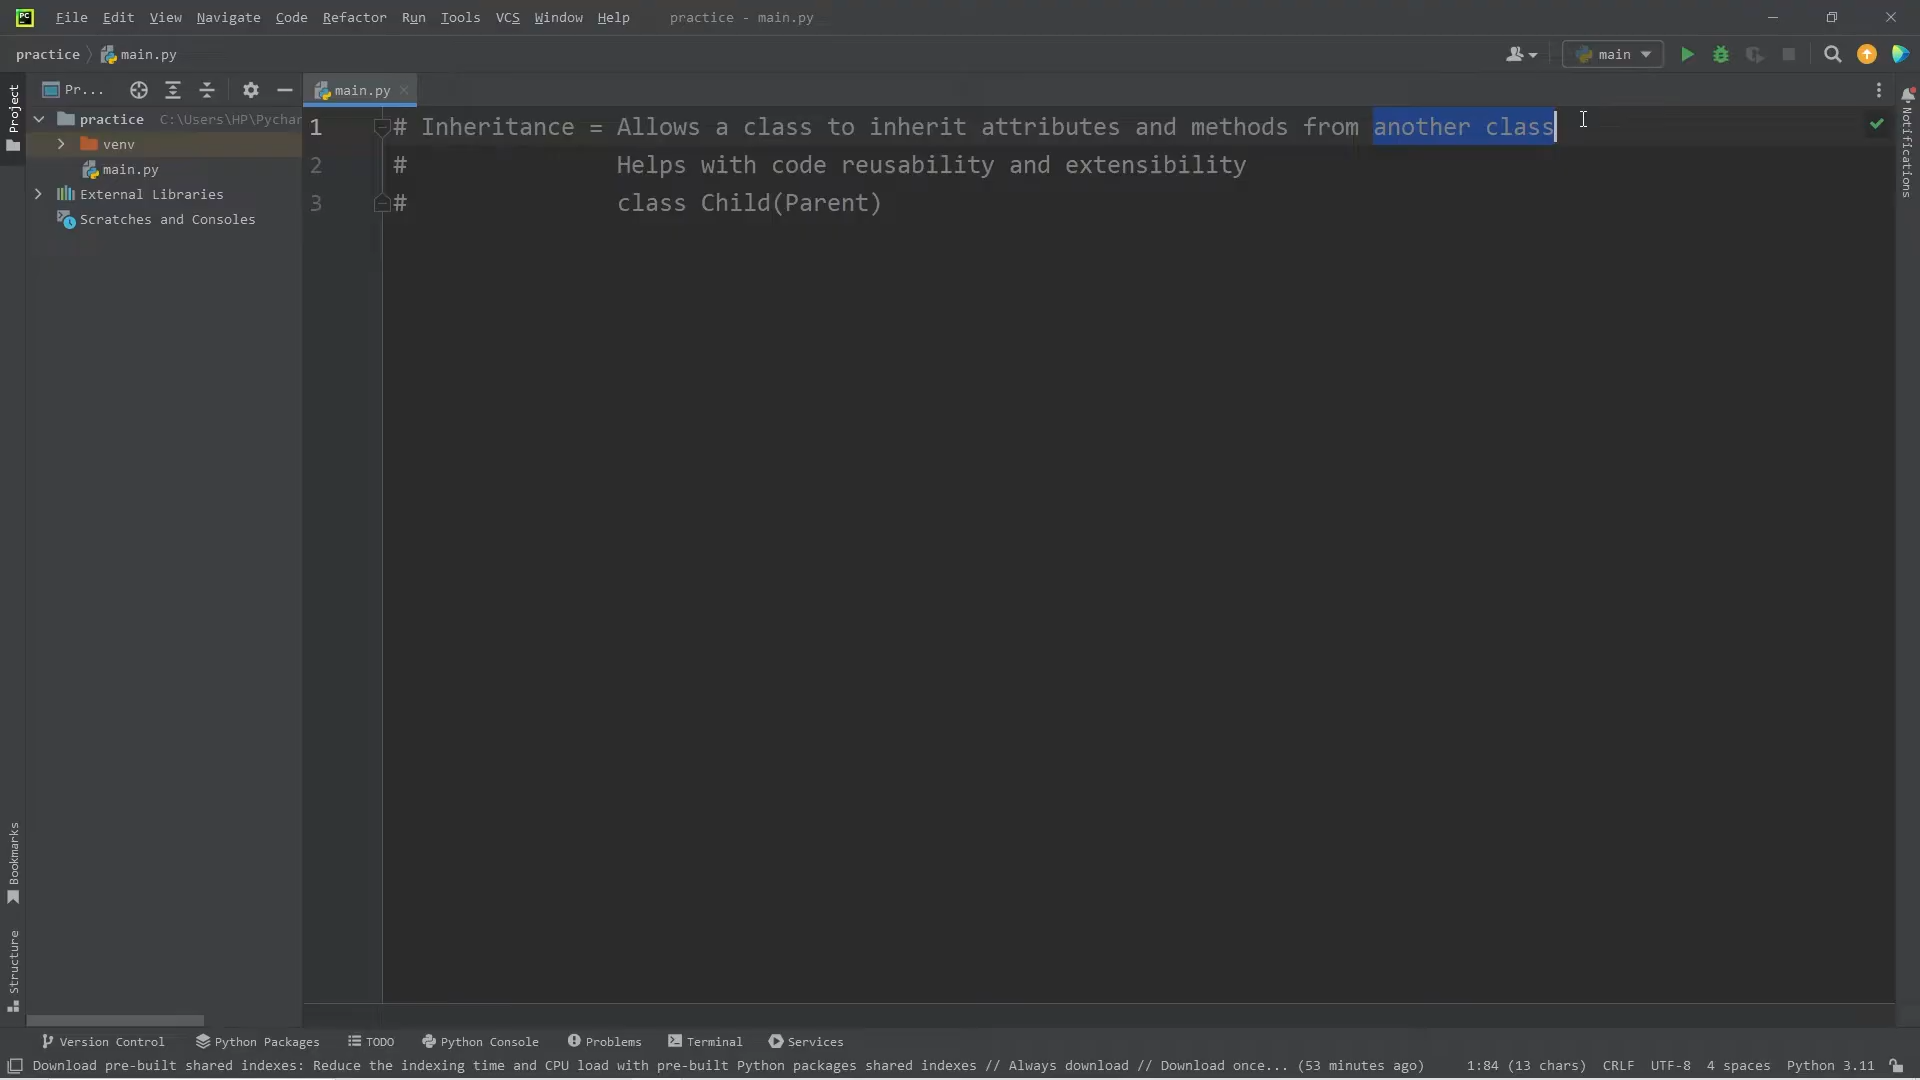 PC
File Edit View Navigate Code Refactor Run Tools VCS Window Help practice - main.py
practice main.py main
Project Pr... main.py
practice C:\Users\HP\Pychar
venv
main.py
External Libraries
Scratches and Consoles
1 # Inheritance = Allows a class to inherit attributes and methods from another class
2 # Helps with code reusability and extensibility
3 # class Child(Parent)
Notifications
Bookmarks
Structure
Version Control Python Packages TODO Python Console Problems Terminal Services
Download pre-built shared indexes: Reduce the indexing time and CPU load with pre-built Python packages shared indexes // Always download // Download once... (53 minutes ago) 1:84 (13 chars) CRLF UTF-8 4 spaces Python 3.11